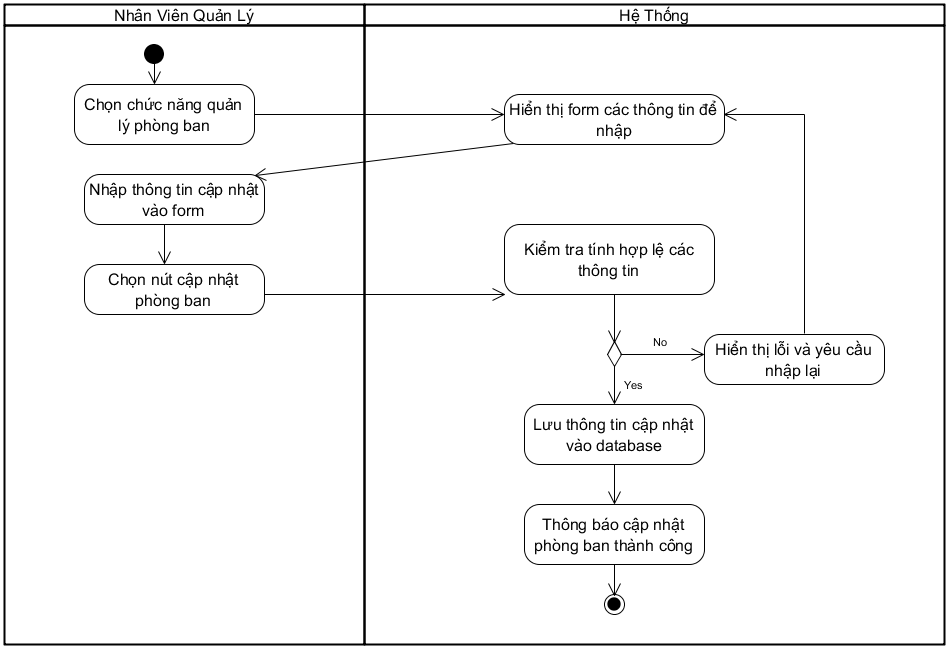 Nhân Viên Quản Lý
Hệ Thống
Chọn chức năng quản
lý phòng ban
Hiển thị form các thông tin để
nhập
Nhập thông tin cập nhật
vào form
Kiểm tra tính hợp lệ các
thông tin
Chọn nút cập nhật
phòng ban
No
Hiển thị lỗi và yêu cầu
nhập lại
Yes
Lưu thông tin cập nhật
vào database
Thông báo cập nhật
phòng ban thành công